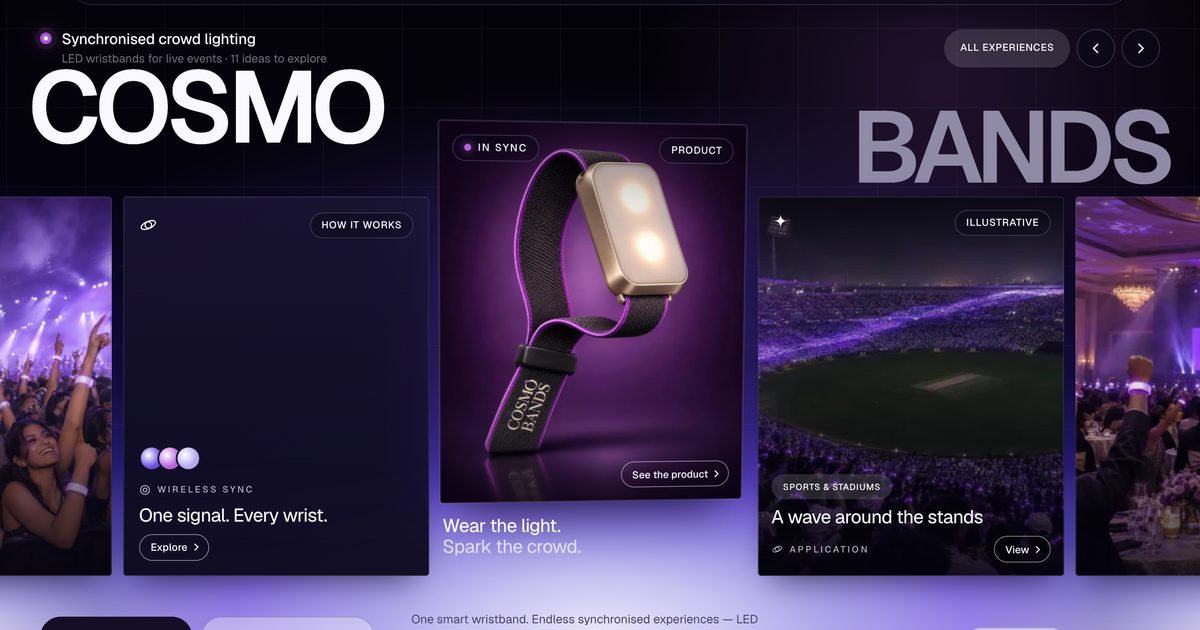 Synchronised crowd lighting
LED wristbands for live events · 11 ideas to explore
ALL EXPERIENCES
COSMO
BANDS
HOW IT WORKS
WIRELESS SYNC
One signal. Every wrist.
Explore
IN SYNC
PRODUCT
COSMO
BANDS
See the product
Wear the light.
Spark the crowd.
ILLUSTRATIVE
SPORTS & STADIUMS
A wave around the stands
APPLICATION
View
One smart wristband. Endless synchronised experiences — LED